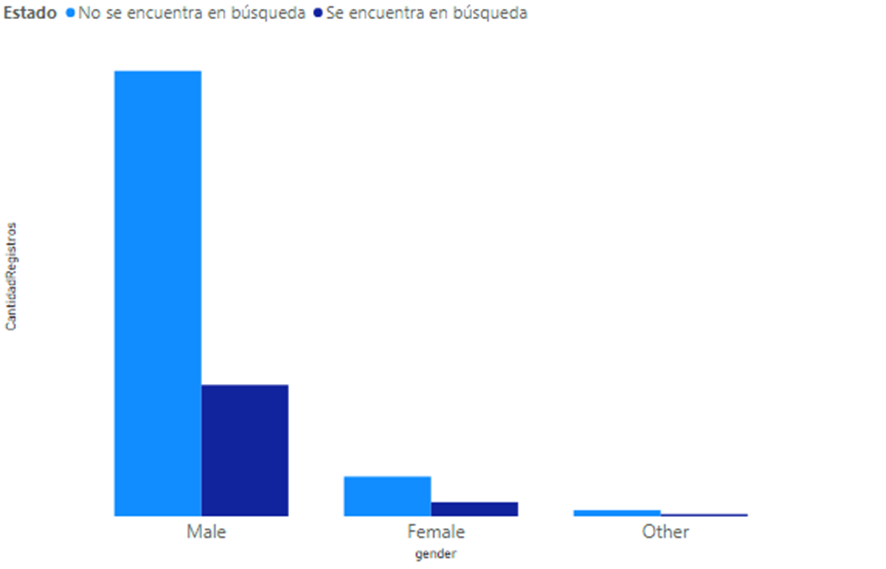 Estado No se encuentra en búsqueda Se encuentra en búsqueda
CantidadRegistros
Male Female Other
gender